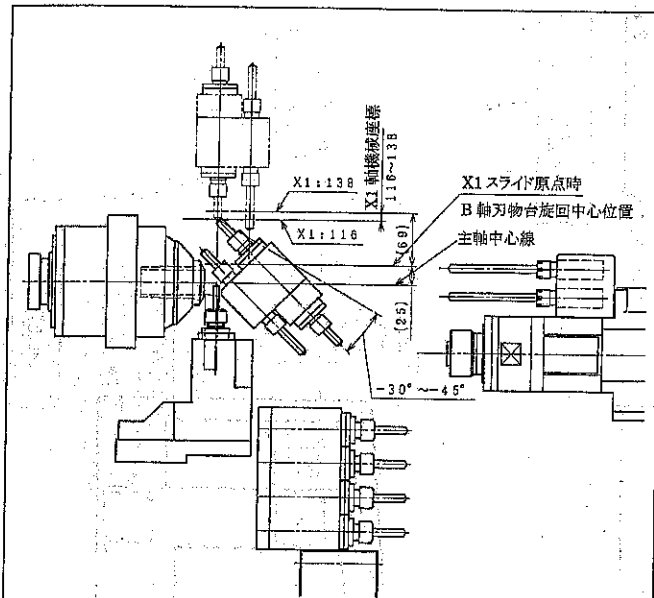 X1軸機械座標
116~138
X1:138
X1:116
(69)
(25)
X1スライド原点時
B軸刃物台旋回中心位置
主軸中心線
-30°~-45°